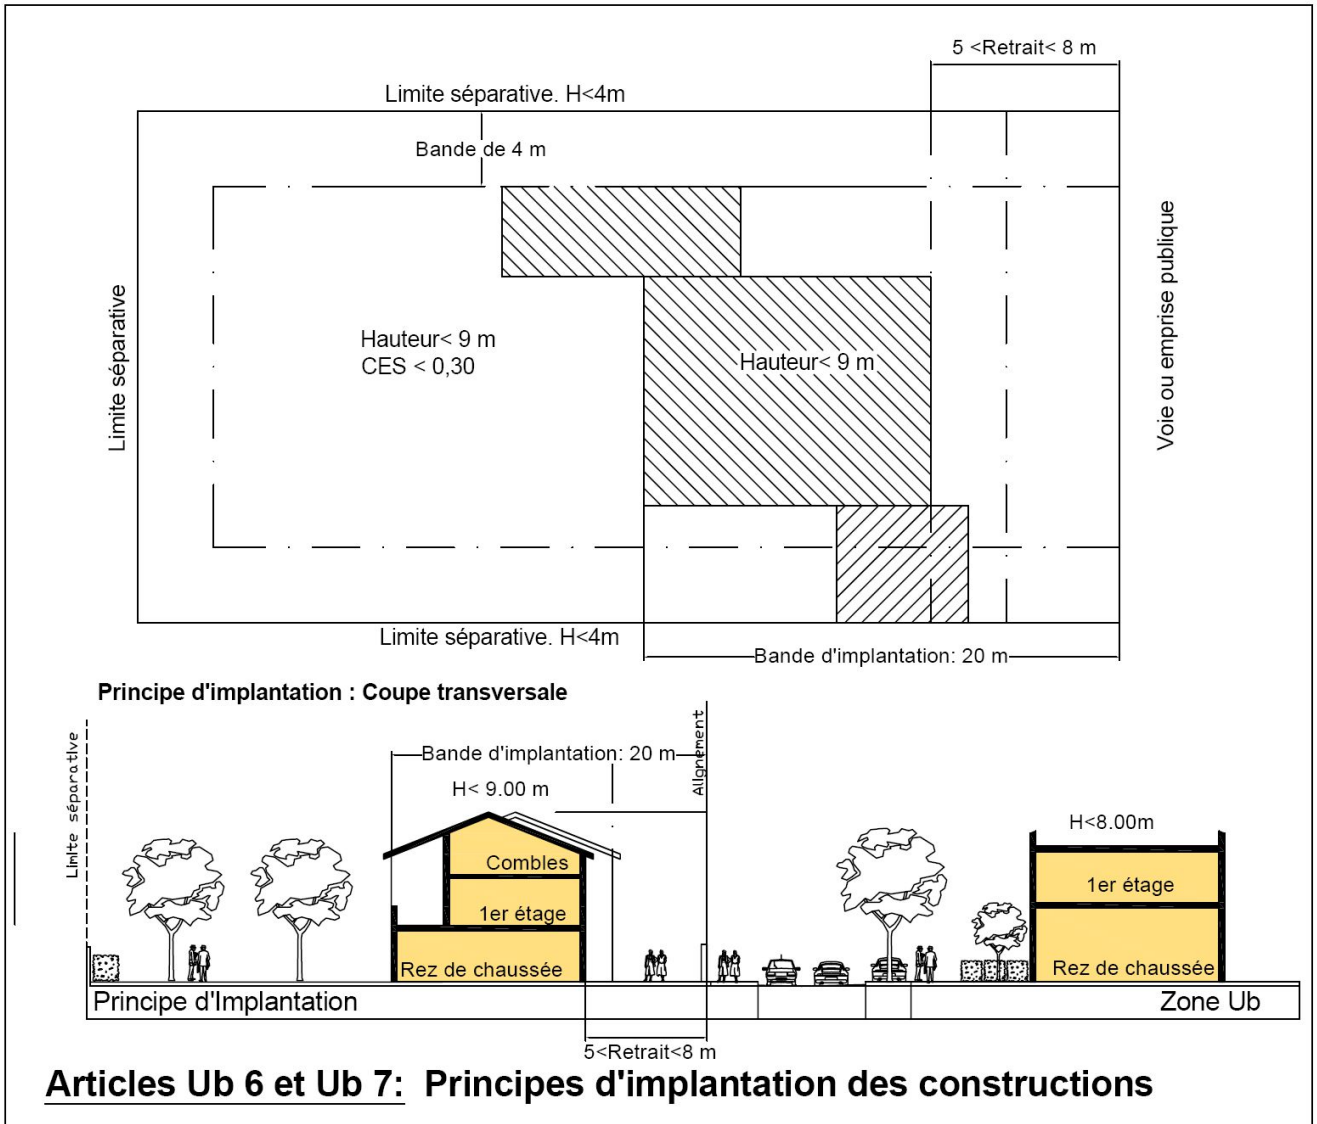 5 <Retrait< 8 m
Limite séparative. H<4m
Bande de 4 m
Limite séparative
Hauteur< 9 m
CES < 0,30
Hauteur< 9 m
Voie ou emprise publique
Limite séparative. H<4m
Bande d'implantation: 20 m
Principe d'implantation : Coupe transversale
Limite séparative
Bande d'implantation: 20 m
Alignement
H< 9.00 m
H<8.00m
Combles
1er étage
Rez de chaussée
1er étage
Rez de chaussée
Principe d'Implantation
Zone Ub
5<Retrait<8 m
Articles Ub 6 et Ub 7: Principes d'implantation des constructions